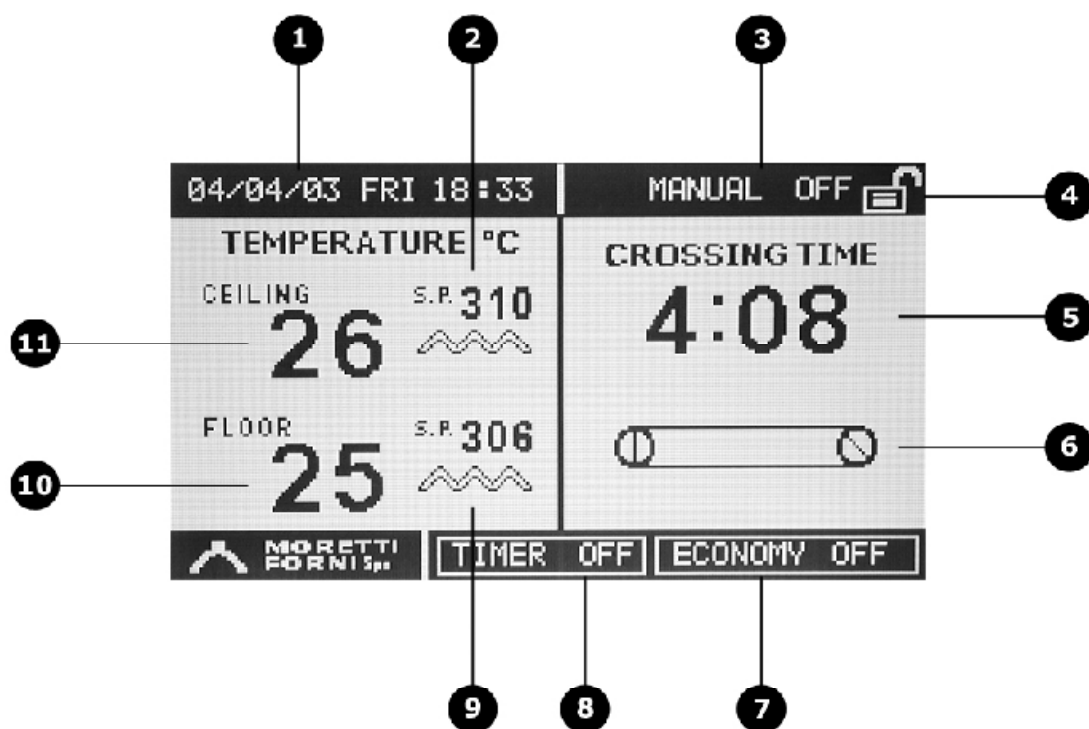 1 2 3
04/04/03 FRI 18:33 MANUAL OFF
4
TEMPERATURE °C
CROSSING TIME
CEILING S.P. 310
4:08
5
11
26
FLOOR S.P. 306
6
10
25
MORETTI
FORNI SpA
TIMER OFF ECONOMY OFF
9 8 7